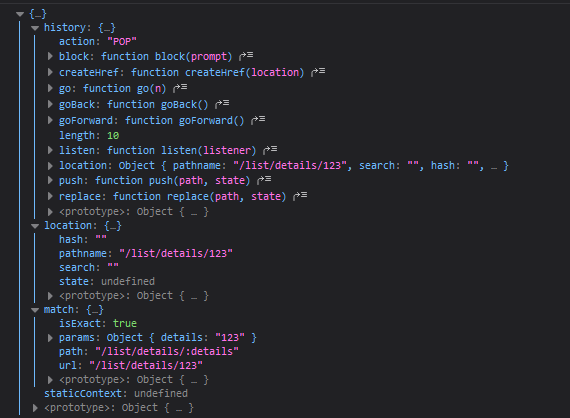 {…}
history: {…}
action: "POP"
block: function block(prompt)
createHref: function createHref(location)
go: function go(n)
goBack: function goBack()
goForward: function goForward()
length: 10
listen: function listen(listener)
location: Object { pathname: "/list/details/123", search: "", hash: "", … }
push: function push(path, state)
replace: function replace(path, state)
<prototype>: Object { … }
location: {…}
hash: ""
pathname: "/list/details/123"
search: ""
state: undefined
<prototype>: Object { … }
match: {…}
isExact: true
params: Object { details: "123" }
path: "/list/details/:details"
url: "/list/details/123"
<prototype>: Object { … }
staticContext: undefined
<prototype>: Object { … }